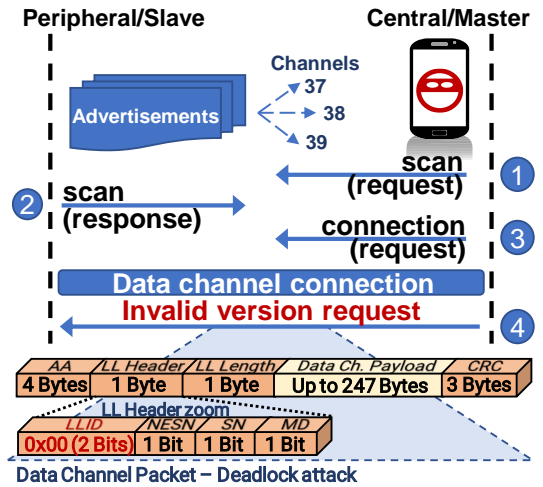 Peripheral/Slave
Central/Master
Channels
37
38
39
Advertisements
scan
(request)
1
2
scan
(response)
connection
(request)
3
Data channel connection
Invalid version request
4
AA
LL Header
LL Length
Data Ch. Payload
CRC
4 Bytes
1 Byte
1 Byte
Up to 247 Bytes
3 Bytes
LL Header zoom
LLID
NESN
SN
MD
0x00 (2 Bits)
1 Bit
1 Bit
1 Bit
Data Channel Packet – Deadlock attack